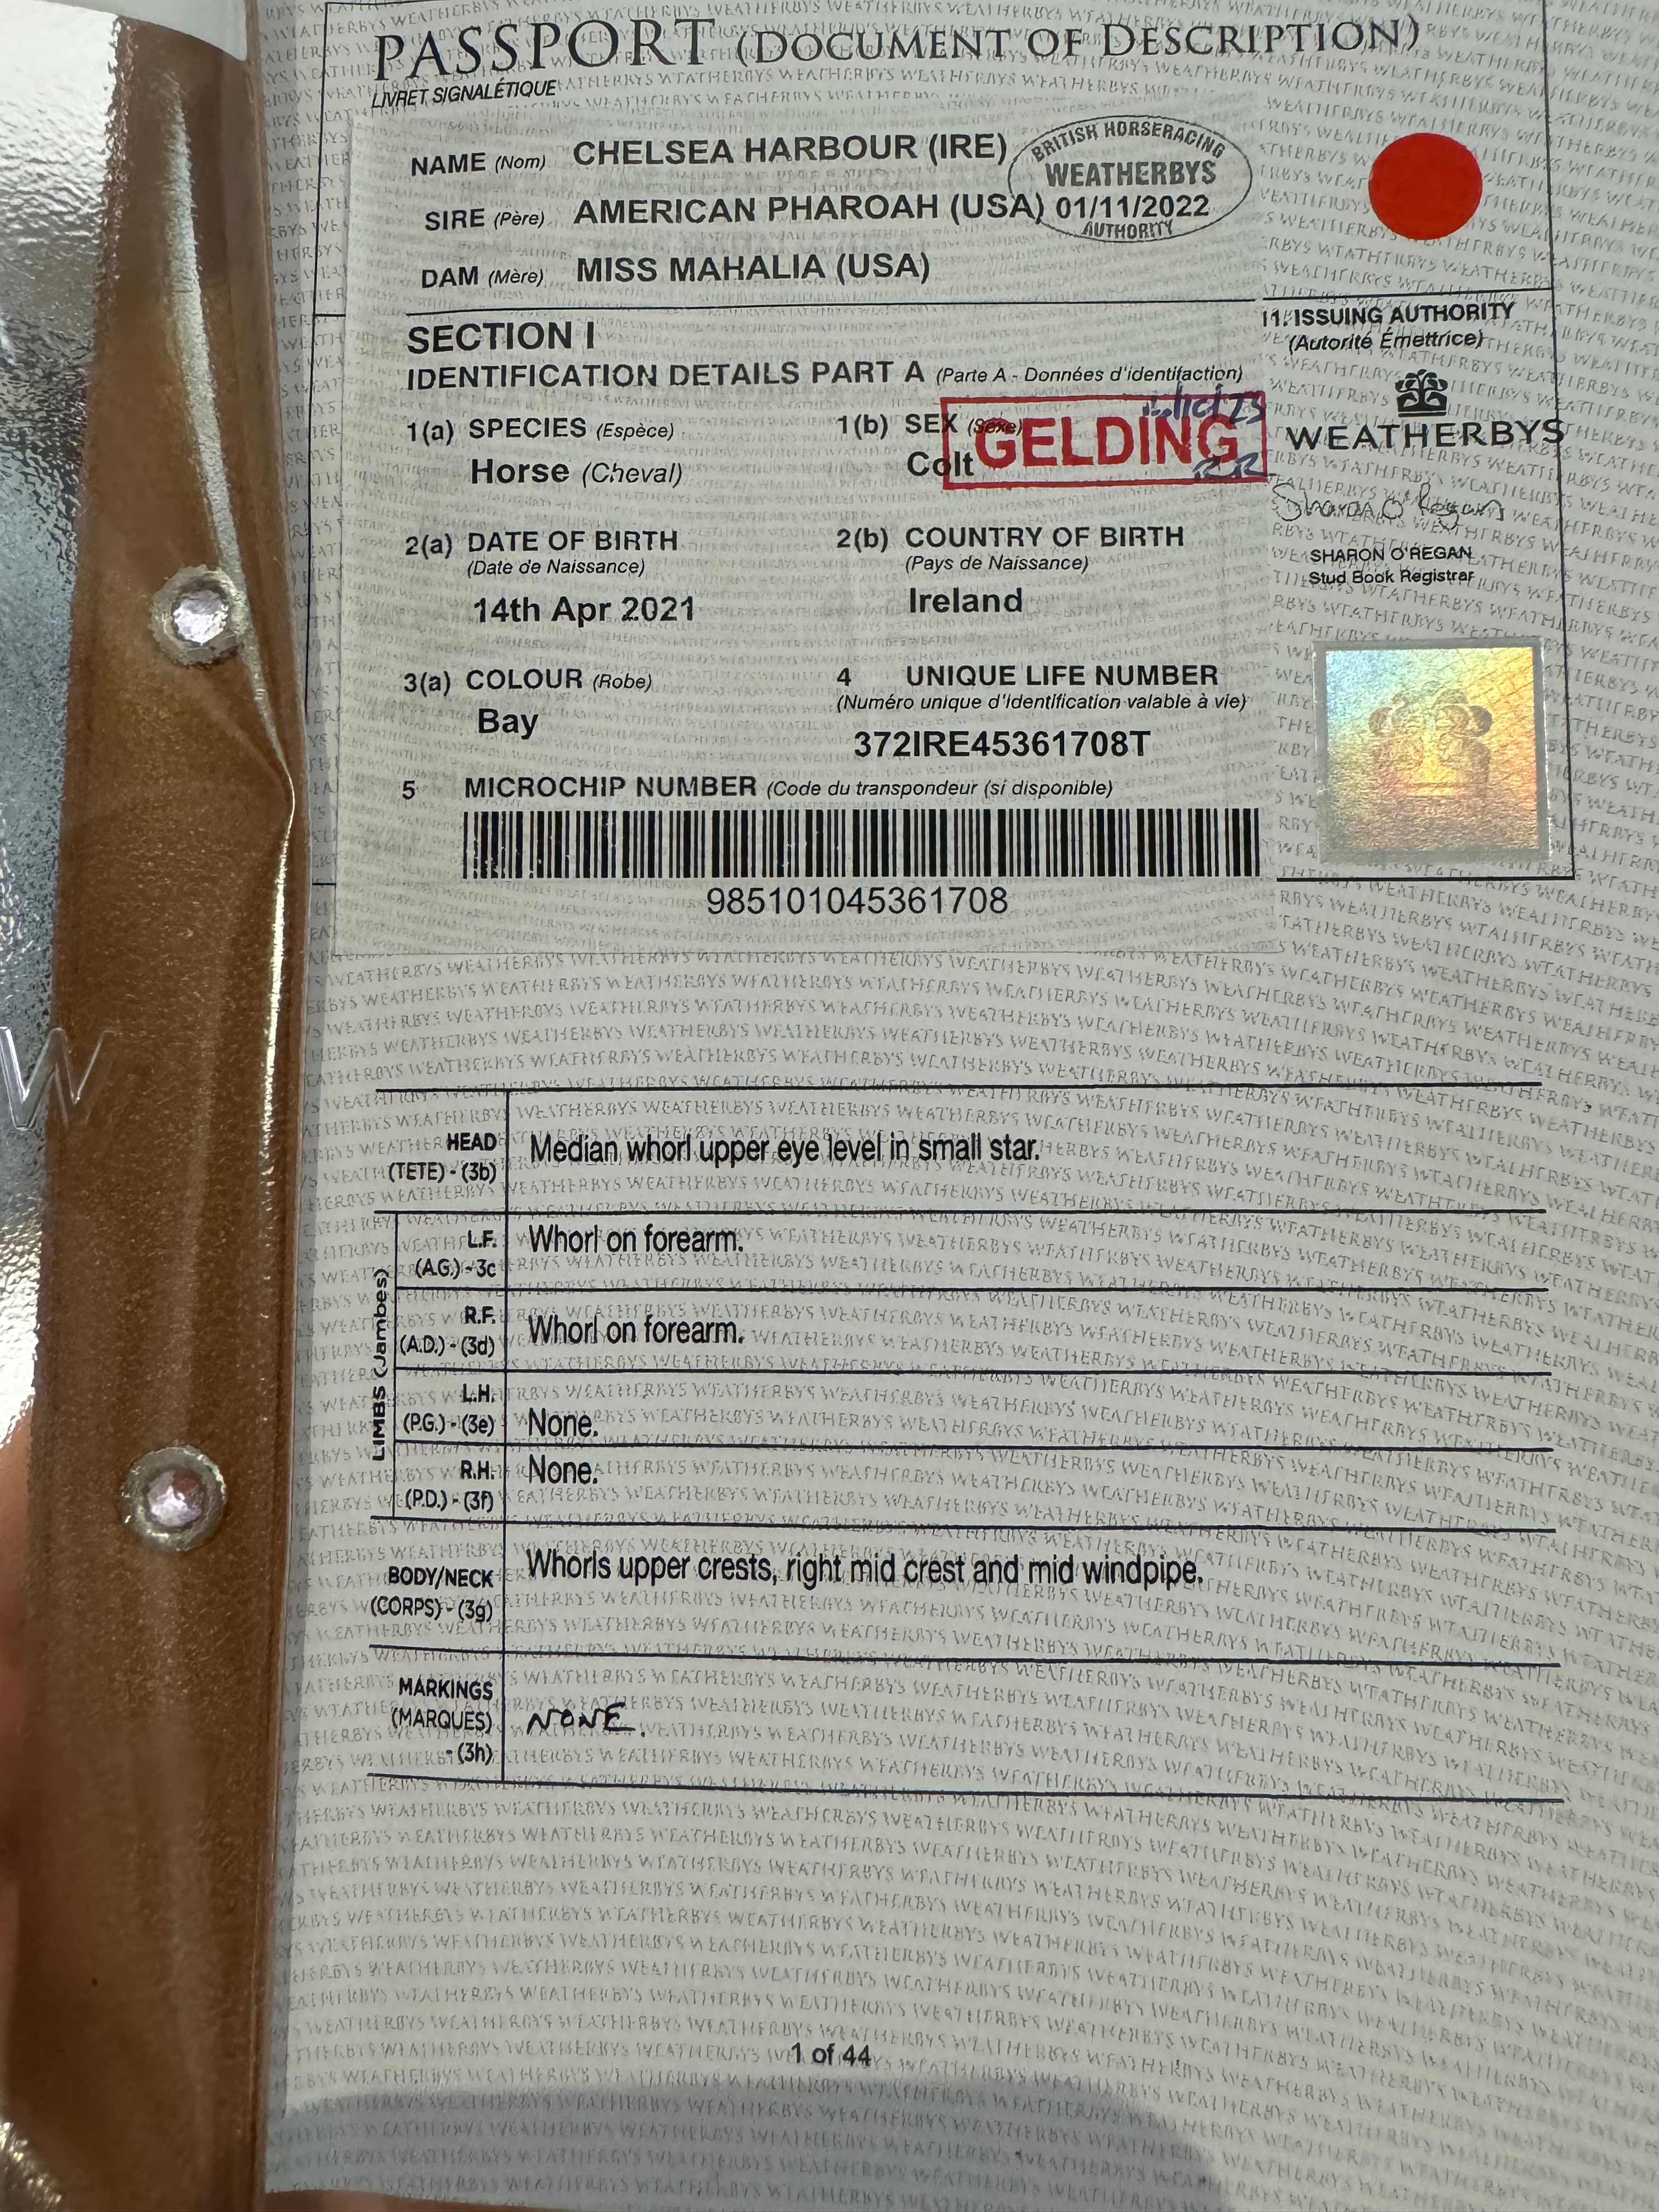 PASSPORT (DOCUMENT OF DESCRIPTION)
LIVRET SIGNALÉTIQUE
NAME (Nom) CHELSEA HARBOUR (IRE)
SIRE (Père) AMERICAN PHAROAH (USA)
DAM (Mère) MISS MAHALIA (USA)
BRITISH HORSERACING
WEATHERBYS
01/11/2022
AUTHORITY
SECTION I
IDENTIFICATION DETAILS PART A (Parte A - Données d'identifaction)
1(a) SPECIES (Espèce)
Horse (Cheval)
1(b) SEX (Sexe)
Colt
GELDING
2(a) DATE OF BIRTH
(Date de Naissance)
14th Apr 2021
2(b) COUNTRY OF BIRTH
(Pays de Naissance)
Ireland
3(a) COLOUR (Robe)
Bay
4 UNIQUE LIFE NUMBER
(Numéro unique d'identification valable à vie)
372IRE45361708T
5 MICROCHIP NUMBER (Code du transpondeur (si disponible)
985101045361708
11. ISSUING AUTHORITY
(Autorité Émettrice)
WEATHERBYS
Sharon O'Regan
SHARON O'REGAN
Stud Book Registrar
HEAD
(TETE) - (3b)
Median whorl upper eye level in small star.
LIMBS (Jambes)
L.F.
(A.G.) - 3c
Whorl on forearm.
R.F.
(A.D.) - (3d)
Whorl on forearm.
L.H.
(P.G.) - (3e)
None.
R.H.
(P.D.) - (3f)
None.
BODY/NECK
(CORPS) - (3g)
Whorls upper crests, right mid crest and mid windpipe.
MARKINGS
(MARQUES)
- (3h)
NONE.
1 of 44
W